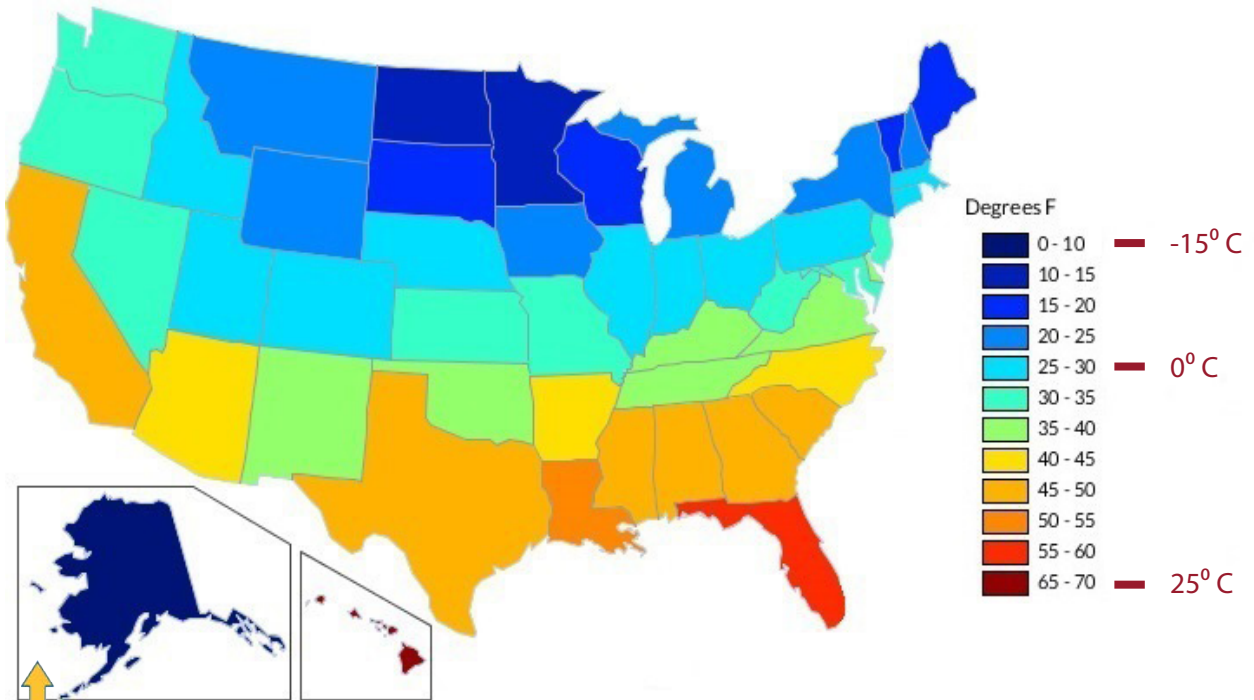 Degrees F
0 - 10 -15⁰ C
10 - 15
15 - 20
20 - 25
25 - 30 0⁰ C
30 - 35
35 - 40
40 - 45
45 - 50
50 - 55
55 - 60
65 - 70 25⁰ C